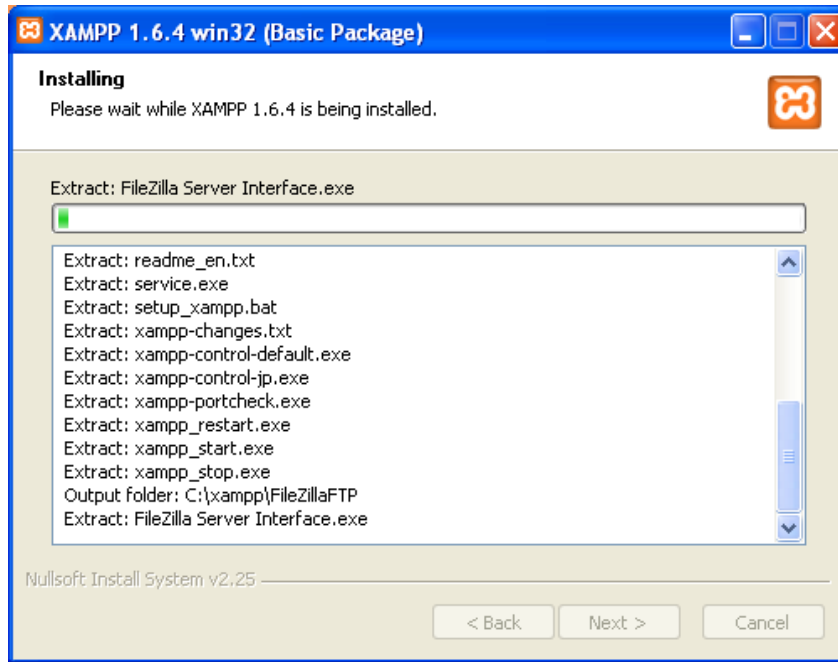 XAMPP 1.6.4 win32 (Basic Package)
Installing
Please wait while XAMPP 1.6.4 is being installed.
Extract: FileZilla Server Interface.exe
Extract: readme_en.txt
Extract: service.exe
Extract: setup_xampp.bat
Extract: xampp-changes.txt
Extract: xampp-control-default.exe
Extract: xampp-control-jp.exe
Extract: xampp-portcheck.exe
Extract: xampp_restart.exe
Extract: xampp_start.exe
Extract: xampp_stop.exe
Output folder: C:\xampp\FileZillaFTP
Extract: FileZilla Server Interface.exe
Nullsoft Install System v2.25
< Back Next > Cancel